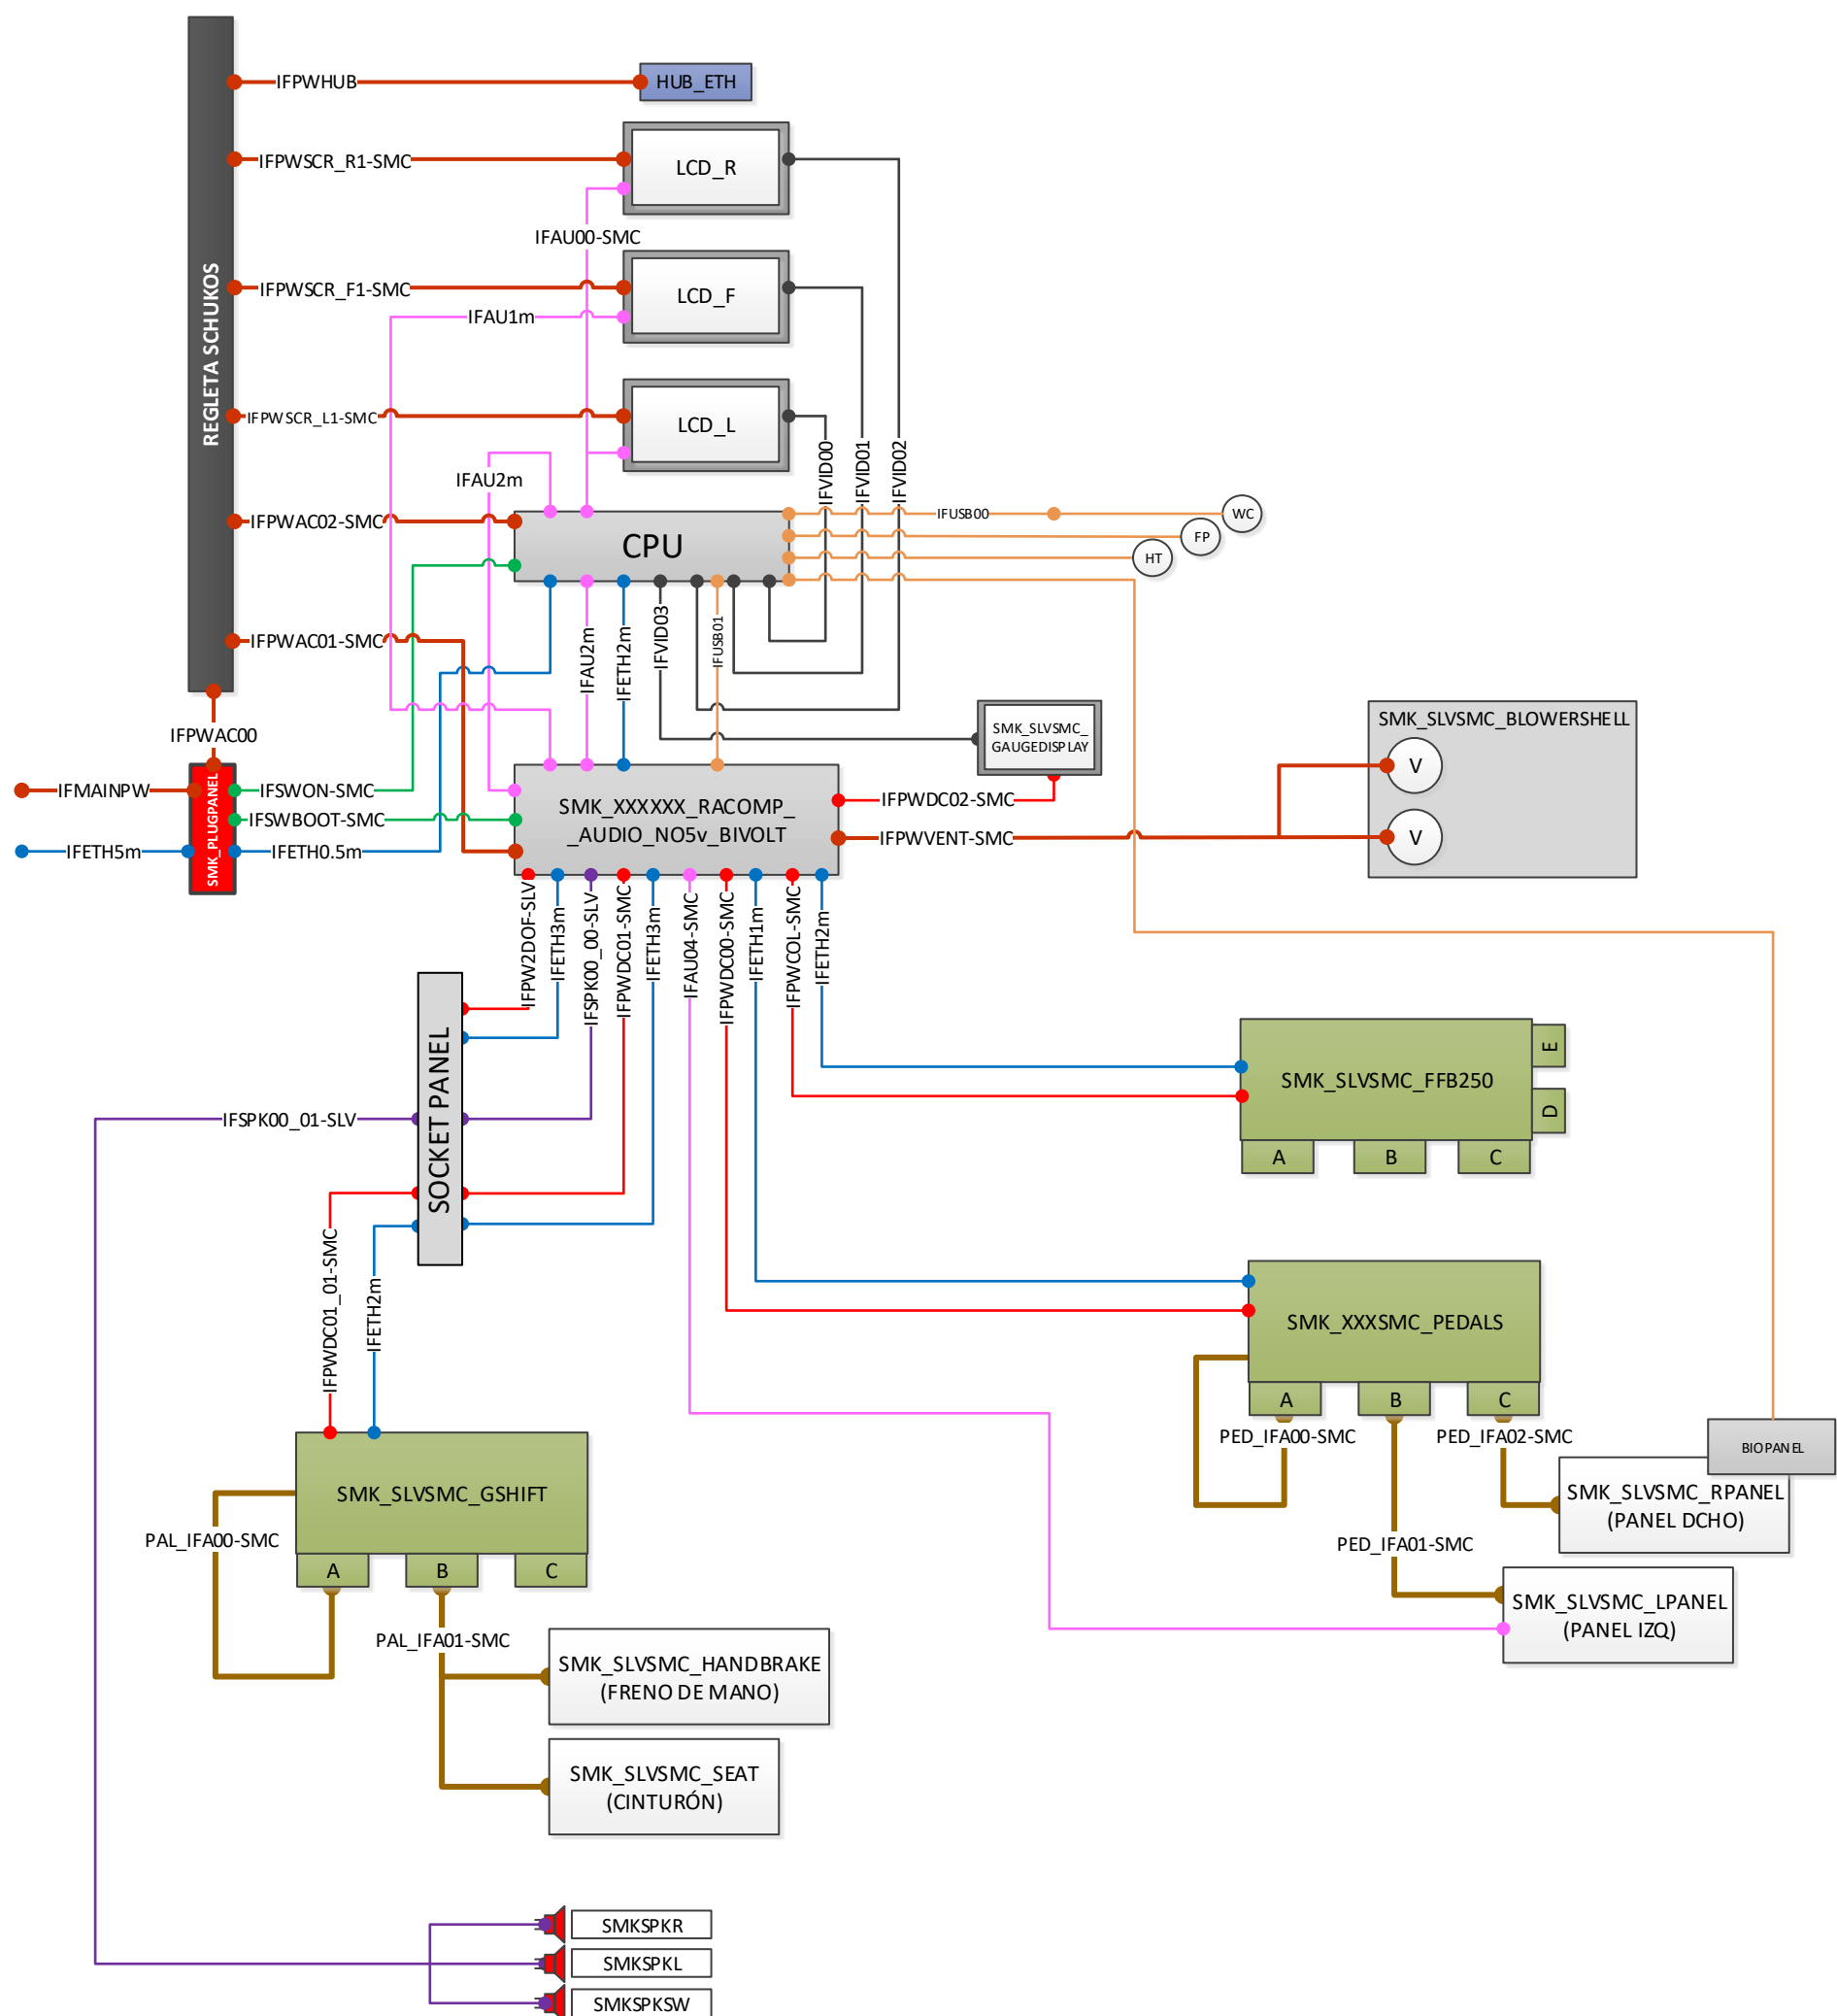 IFPWHUB
HUB_ETH
IFPWSCR_R1-SMC
LCD_R
IFAU00-SMC
REGLETA SCHUKOS
IFPWSCR_F1-SMC
LCD_F
IFAU1m
IFPWSCR_L1-SMC
LCD_L
IFVID00
IFVID01
IFVID02
IFAU2m
IFPWAC02-SMC
CPU
IFUSB00
WC
FP
HT
IFPWAC01-SMC
IFAU2m
IFETH2m
IFVID03
IFUSB01
IFPWAC00
SMK_SLVSMC_
GAUGEDISPLAY
SMK_SLVSMC_BLOWERSHELL
V
V
IFMAINPW
SMK_PLUGPANEL
IFSWON-SMC
IFSWBOOT-SMC
IFETH5m
IFETH0.5m
SMK_XXXXXX_RACOMP_
_AUDIO_NO5v_BIVOLT
IFPWDC02-SMC
IFPWVENT-SMC
IFPW2DOF-SLV
IFETH3m
IFSPK00_00-SLV
IFPWDC01-SMC
IFETH3m
IFAU04-SMC
IFPWDC00-SMC
IFETH1m
IFPWCOL-SMC
IFETH2m
SOCKET PANEL
IFSPK00_01-SLV
SMK_SLVSMC_FFB250
E
D
A
B
C
IFPWDC01_01-SMC
IFETH2m
SMK_XXXSMC_PEDALS
A
B
C
PED_IFA00-SMC
PED_IFA02-SMC
BIOPANEL
SMK_SLVSMC_RPANEL
(PANEL DCHO)
PED_IFA01-SMC
SMK_SLVSMC_LPANEL
(PANEL IZQ)
SMK_SLVSMC_GSHIFT
PAL_IFA00-SMC
A
B
C
PAL_IFA01-SMC
SMK_SLVSMC_HANDBRAKE
(FRENO DE MANO)
SMK_SLVSMC_SEAT
(CINTURÓN)
SMKSPKR
SMKSPKL
SMKSPKSW